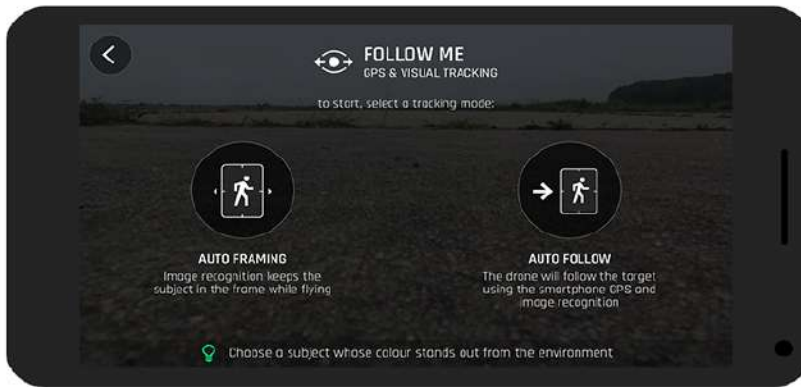 FOLLOW ME
GPS & VISUAL TRACKING
to start, select a tracking mode:
AUTO FRAMING
Image recognition keeps the
subject in the frame while flying
AUTO FOLLOW
The drone will follow the target
using the smartphone GPS and
image recognition
Choose a subject whose colour stands out from the environment